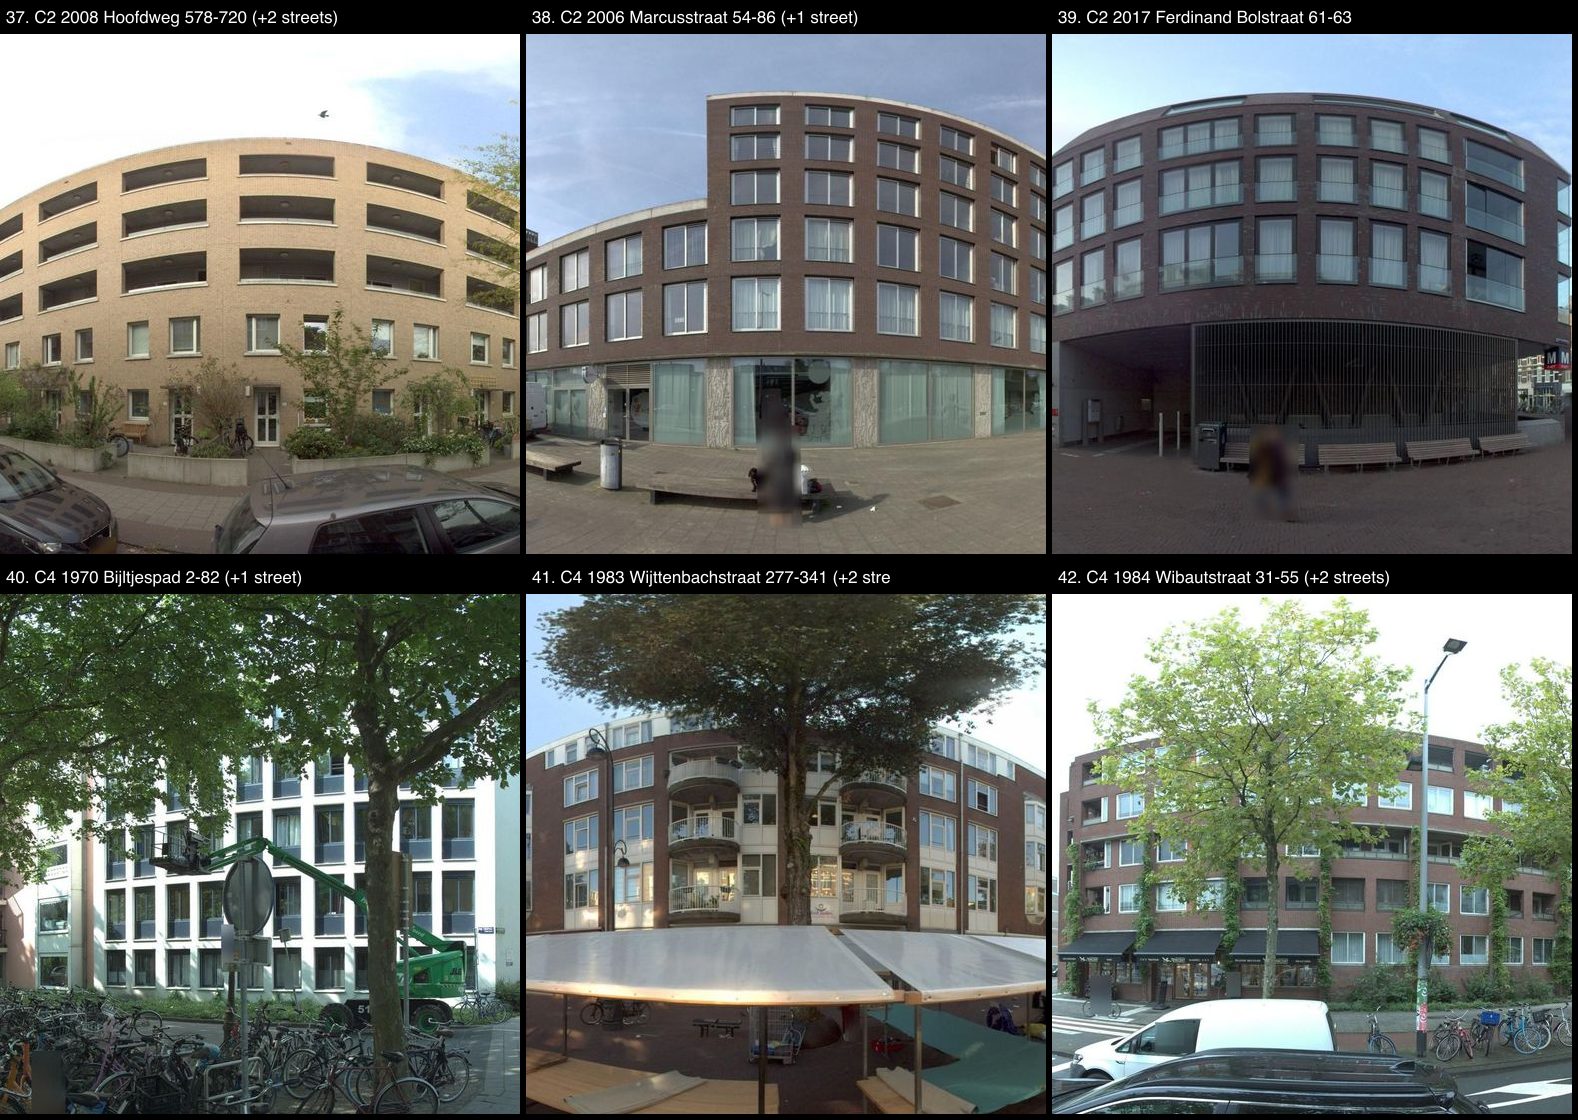 37. C2 2008 Hoofdweg 578-720 (+2 streets)
38. C2 2006 Marcusstraat 54-86 (+1 street)
39. C2 2017 Ferdinand Bolstraat 61-63
M M
40. C4 1970 Bijltjespad 2-82 (+1 street)
41. C4 1983 Wijttenbachstraat 277-341 (+2 stre
42. C4 1984 Wibautstraat 31-55 (+2 streets)